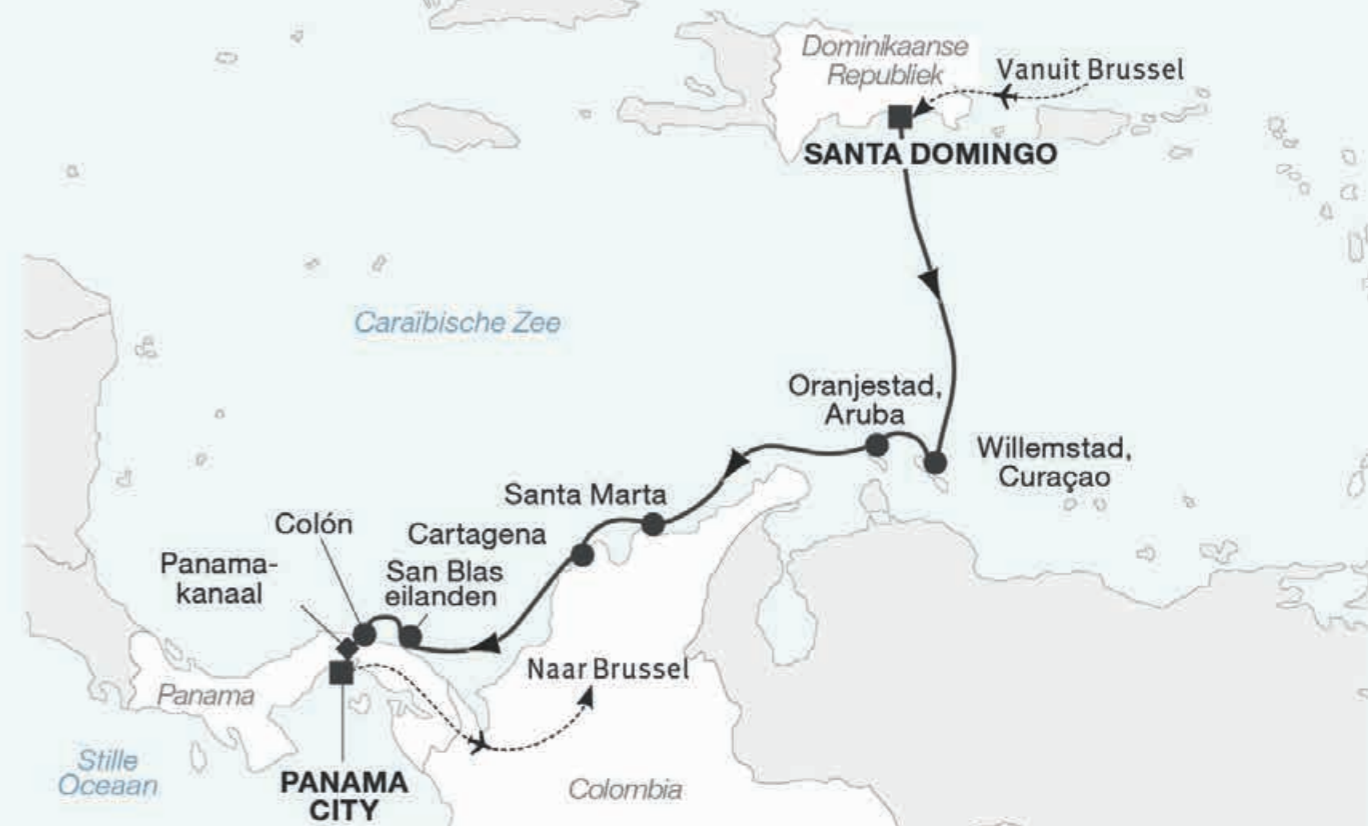 Dominikaanse
Republiek
Vanuit Brussel
SANTA DOMINGO
Caraïbische Zee
Oranjestad,
Aruba
Willemstad,
Curaçao
Santa Marta
Cartagena
Colón
San Blas
eilanden
Panama-
kanaal
Naar Brussel
Panama
Stille
Oceaan
PANAMA
CITY
Colombia